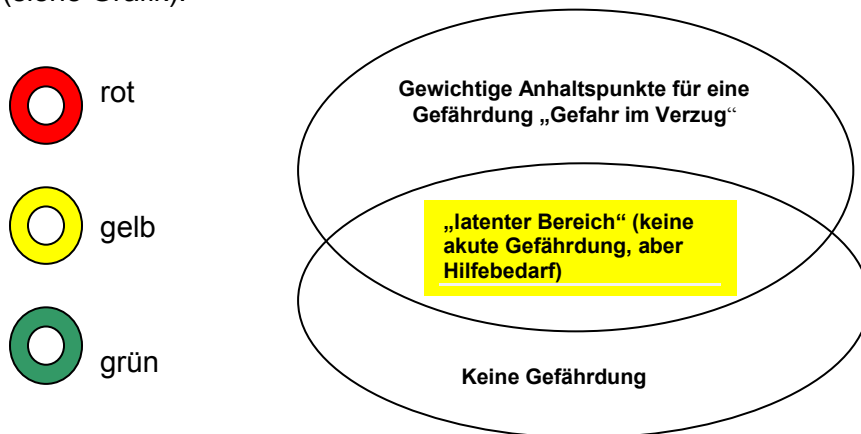 (siehe Grafik):
rot
Gewichtige Anhaltspunkte für eine
Gefährdung „Gefahr im Verzug“
gelb
„latenter Bereich“ (keine
akute Gefährdung, aber
Hilfebedarf)
grün
Keine Gefährdung